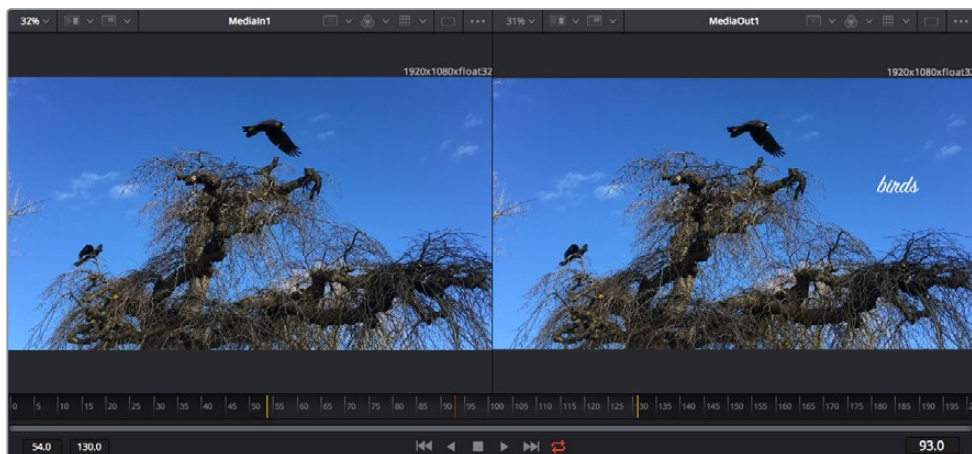 32% MediaIn1 31% MediaOut1
1920x1080xfloat32 1920x1080xfloat32
birds
0 5 10 15 20 25 30 35 40 45 50 55 60 65 70 75 80 85 90 95 100 105 110 115 120 125 30 135 140 145 150 155 160 165 170 175 180 185 190 195
54.0 130.0 93.0